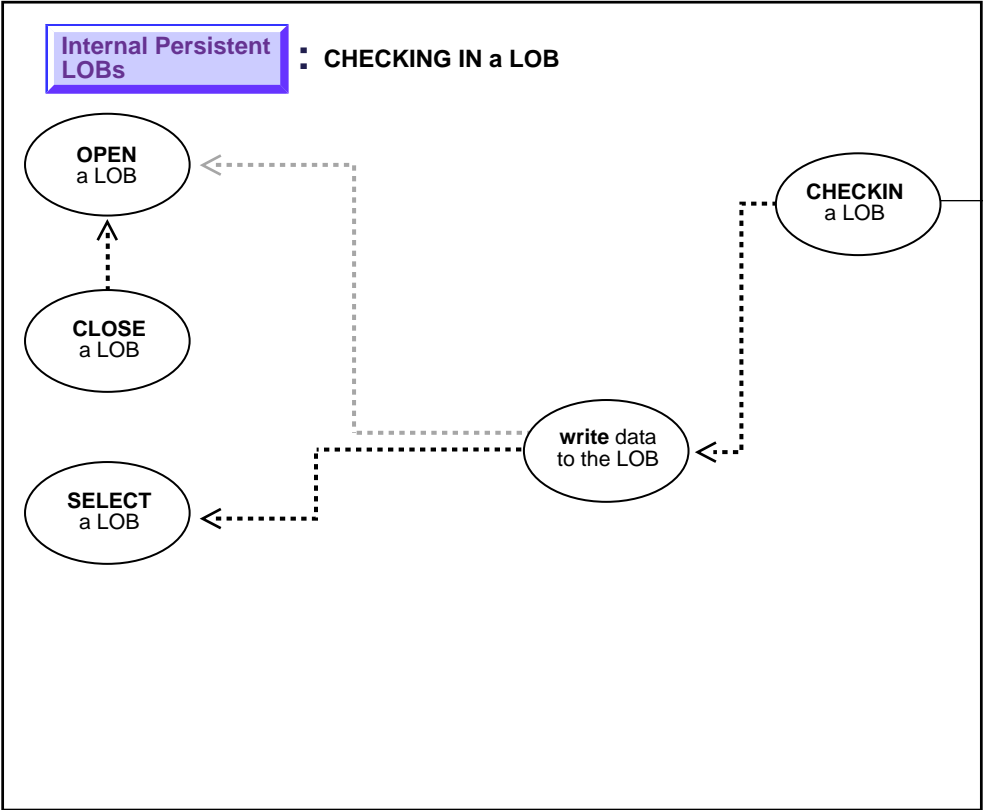 Internal Persistent
LOBs
: CHECKING IN a LOB
OPEN
a LOB
CHECKIN
a LOB
CLOSE
a LOB
write data
to the LOB
SELECT
a LOB